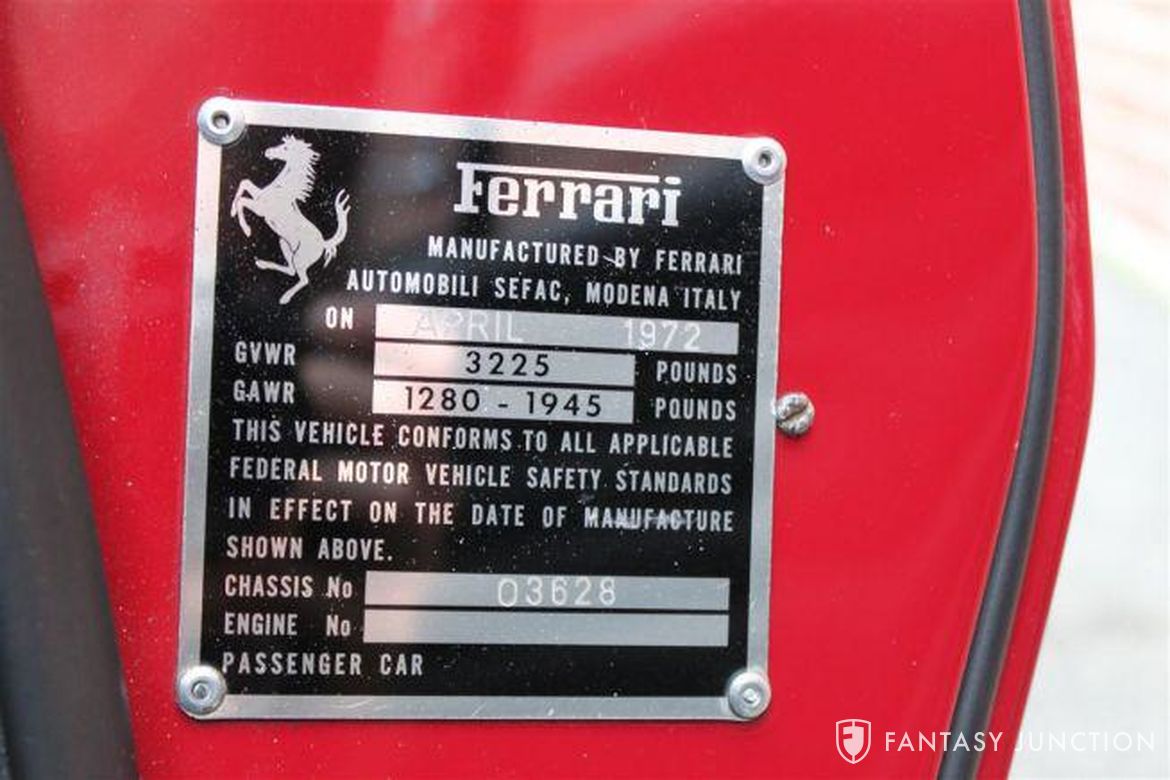 Ferrari
MANUFACTURED BY FERRARI
AUTOMOBILI SEFAC, MODENA ITALY
ON APRIL 1972
GVWR 3225 POUNDS
GAWR 1280 - 1945 POUNDS
THIS VEHICLE CONFORMS TO ALL APPLICABLE
FEDERAL MOTOR VEHICLE SAFETY STANDARDS
IN EFFECT ON THE DATE OF MANUFACTURE
SHOWN ABOVE.
CHASSIS No 03628
ENGINE No
PASSENGER CAR
FANTASY JUNCTION